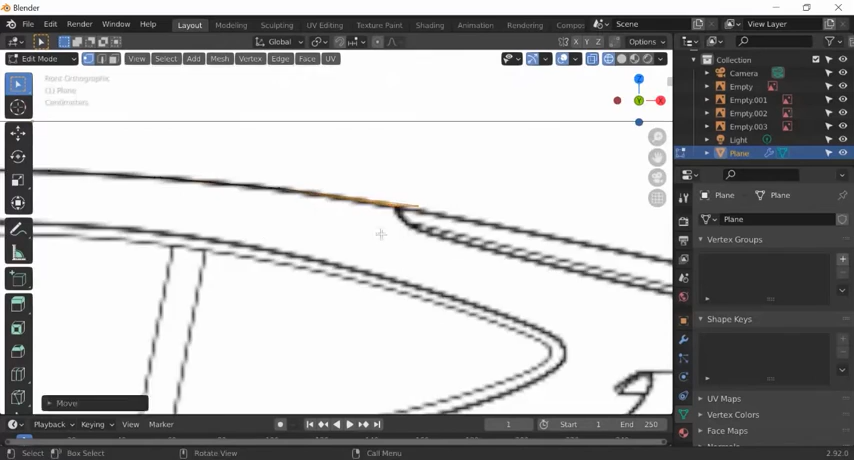 Blender
File Edit Render Window Help Layout Modeling Sculpting UV Editing Texture Paint Shading Animation Rendering Compos Scene View Layer
Global X Y Z Options
Edit Mode View Select Add Mesh Vertex Edge Face UV
Front Orthographic
(1) Plane
Centimeters
Z
Y
X
Collection
Camera
Empty
Empty.001
Empty.002
Empty.003
Light
Plane
Plane Plane
Plane
Vertex Groups
Shape Keys
UV Maps
Vertex Colors
Face Maps
Move
Playback Keying View Marker 1 Start 1 End 250
Select Box Select Rotate View Call Menu 2.92.0